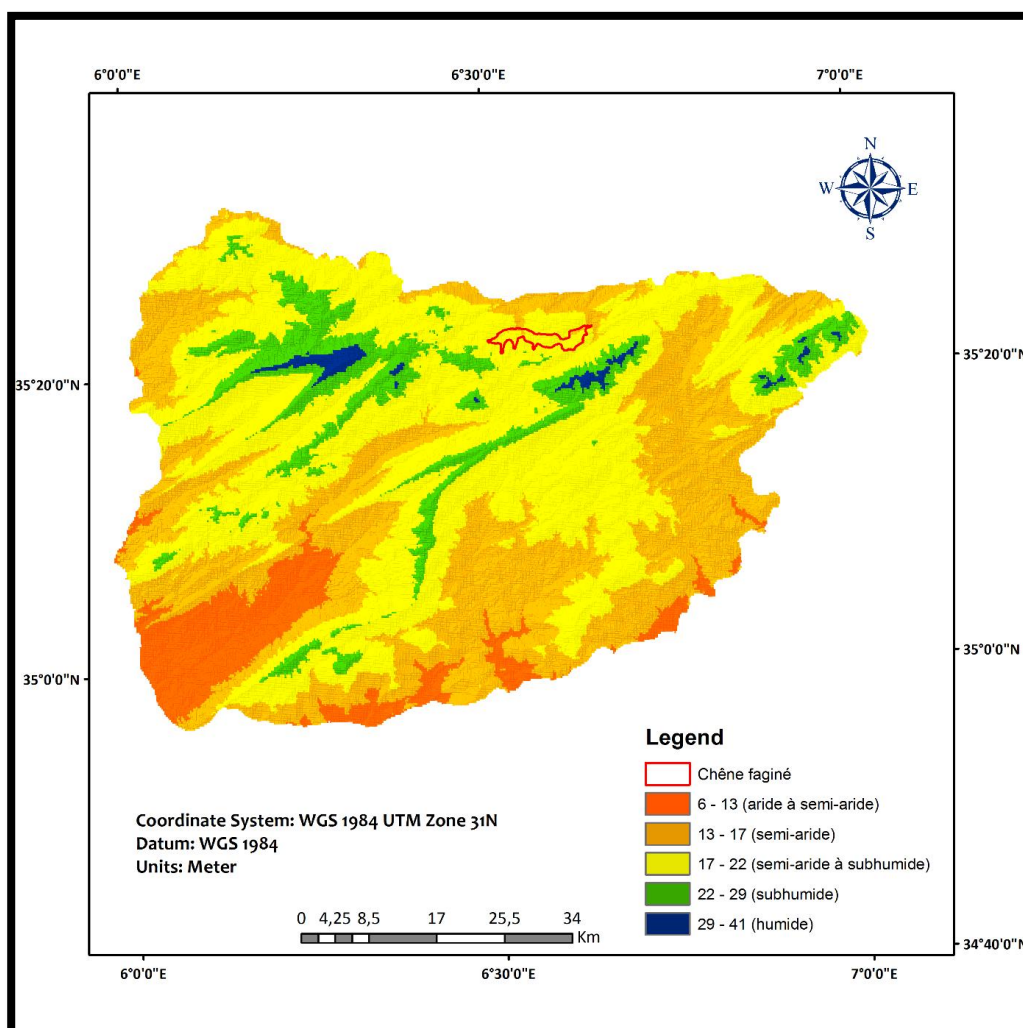 6°0'0"E 6°30'0"E 7°0'0"E
N
W E
S
35°20'0"N
35°20'0"N
35°0'0"N
35°0'0"N
Legend
Chêne faginé
6 - 13 (aride à semi-aride)
13 - 17 (semi-aride)
17 - 22 (semi-aride à subhumide)
22 - 29 (subhumide)
29 - 41 (humide)
Coordinate System: WGS 1984 UTM Zone 31N
Datum: WGS 1984
Units: Meter
0 4,25 8,5 17 25,5 34
Km
34°40'0"N
6°0'0"E 6°30'0"E 7°0'0"E